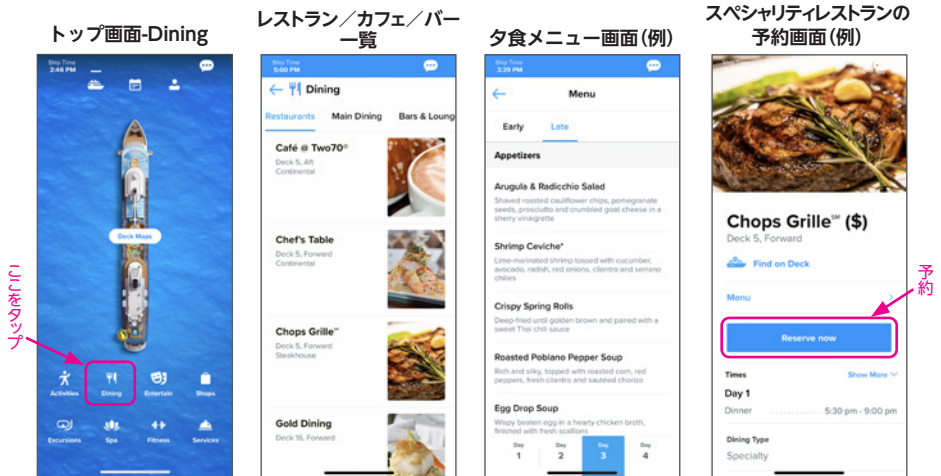 トップ画面-Dining
Ship Time
2:46 PM
Deck Maps
ここをタップ
Activities
Dining
Entertain
Shops
Excursions
Spa
Fitness
Services
レストラン／カフェ／バー
一覧
Ship Time
5:00 PM
Dining
Restaurants Main Dining Bars & Loung
Café @ Two70®
Deck 5, Aft
Continental
Chef's Table
Deck 5, Forward
Continental
Chops Grille℠
Deck 5, Forward
Steakhouse
Gold Dining
Deck 16, Forward
夕食メニュー画面（例）
Ship Time
3:39 PM
Menu
Early Late
Appetizers
Arugula & Radicchio Salad
Shaved roasted cauliflower chips, pomegranate
seeds, prosciutto and crumbled goat cheese in a
sherry vinaigrette
Shrimp Ceviche*
Lime-marinated shrimp tossed with cucumber,
avocado, radish, red onions, cilantro and serrano
chilies
Crispy Spring Rolls
Deep-fried until golden brown and paired with a
sweet Thai chili sauce
Roasted Poblano Pepper Soup
Rich and silky, topped with roasted corn, red
peppers, fresh cilantro and sautéed chorizo
Egg Drop Soup
Wispy beaten egg in a hearty chicken broth,
finished with fresh scallions
Day Day Day Day
1 2 3 4
スペシャリティレストランの
予約画面（例）
Chops Grille℠ ($)
Deck 5, Forward
Find on Deck
Menu
予約
Reserve now
Times Show More
Day 1
Dinner 5:30 pm - 9:00 pm
Dining Type
Specialty